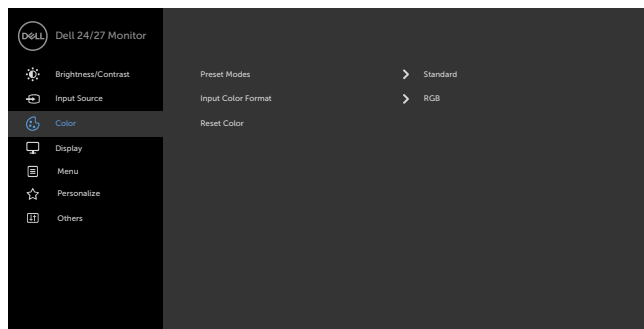 DELL Dell 24/27 Monitor
Brightness/Contrast Preset Modes Standard
Input Source Input Color Format RGB
Color Reset Color
Display
Menu
Personalize
Others